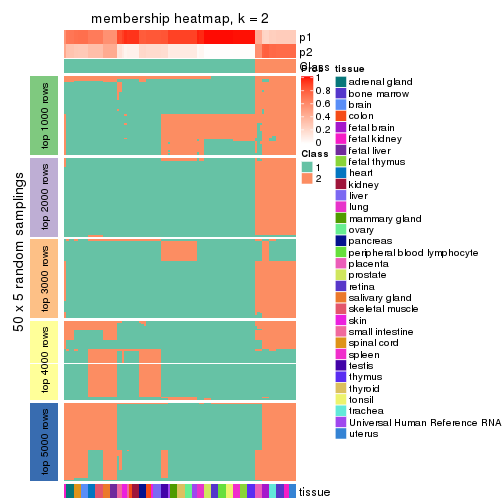 membership heatmap, k = 2
p1
p2
Class
Prob
1
0.8
0.6
0.4
0.2
0
Class
1
2
tissue
adrenal gland
bone marrow
brain
colon
fetal brain
fetal kidney
fetal liver
fetal thymus
heart
kidney
liver
lung
mammary gland
ovary
pancreas
peripheral blood lymphocyte
placenta
prostate
retina
salivary gland
skeletal muscle
skin
small intestine
spinal cord
spleen
testis
thymus
thyroid
tonsil
trachea
Universal Human Reference RNA
uterus
50 x 5 random samplings
top 1000 rows
top 2000 rows
top 3000 rows
top 4000 rows
top 5000 rows
tissue